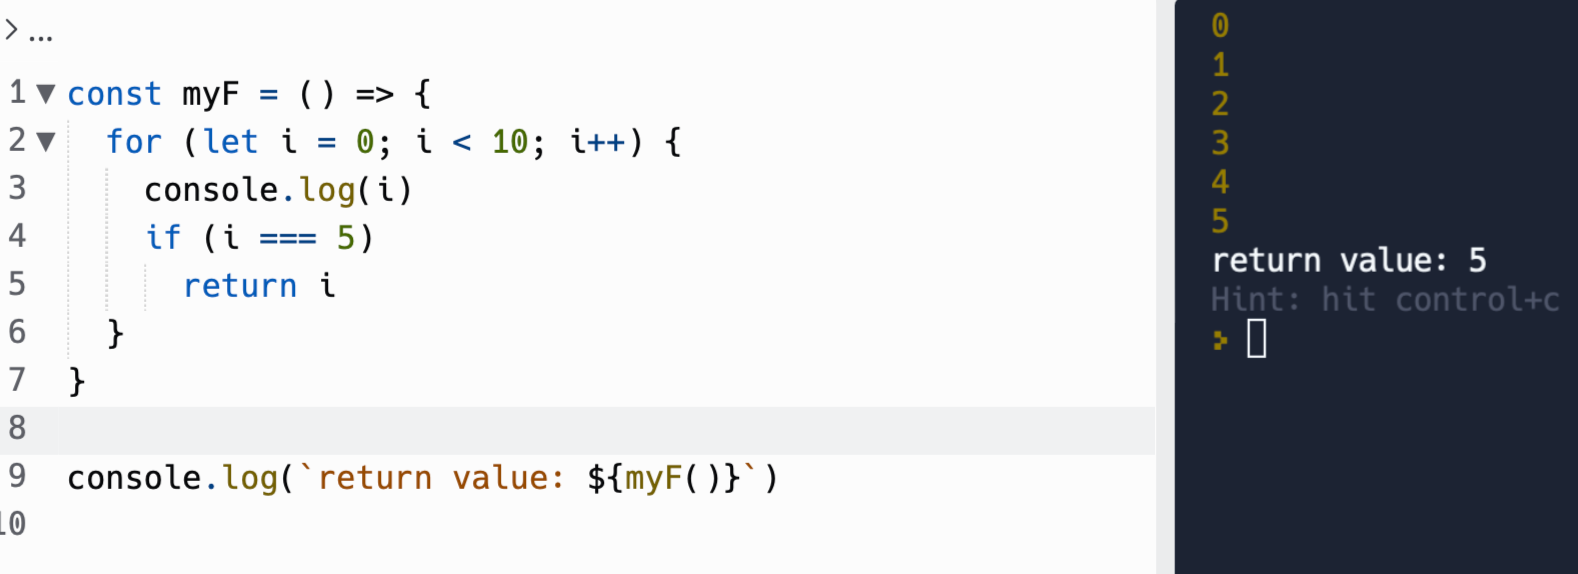 > ...
1 ▼ const myF = () => {
2 ▼   for (let i = 0; i < 10; i++) {
3       console.log(i)
4       if (i === 5)
5         return i
6     }
7   }
8
9   console.log(`return value: ${myF()}`)
10
0
1
2
3
4
5
return value: 5
Hint: hit control+c
>